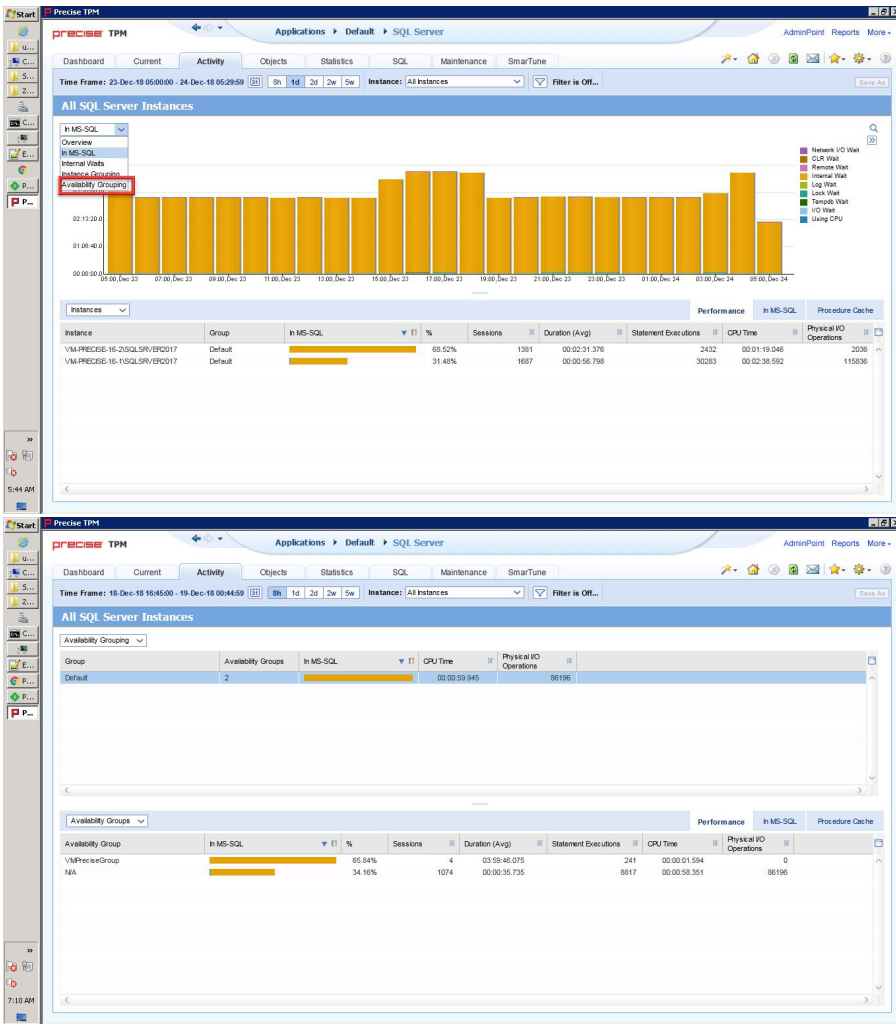 Start
Precise TPM
precise TPM
Applications Default SQL Server
AdminPoint Reports More
Dashboard Current Activity Objects Statistics SQL Maintenance SmarTune
Time Frame: 23-Dec-18 05:00:00 - 24-Dec-18 05:29:59 8h 1d 2d 2w 5w Instance: All Instances Filter is Off... Save As
All SQL Server Instances
In MS-SQL
Overview
In MS-SQL
Internal Waits
Instance Grouping
Availability Grouping
02:13:20.0
01:06:40.0
00:00:00.0
05:00, Dec 23 07:00, Dec 23 09:00, Dec 23 11:00, Dec 23 13:00, Dec 23 15:00, Dec 23 17:00, Dec 23 19:00, Dec 23 21:00, Dec 23 23:00, Dec 23 01:00, Dec 24 03:00, Dec 24 05:00, Dec 24
Network I/O Wait
CLR Wait
Remote Wait
Internal Wait
Log Wait
Lock Wait
Tempdb Wait
I/O Wait
Using CPU
Instances
Performance In MS-SQL Procedure Cache
Instance Group In MS-SQL % Sessions Duration (Avg) Statement Executions CPU Time Physical I/O Operations
VM-PRECISE-16-2\SQLSRVER2017 Default 68.52% 1381 00:02:31.376 2432 00:01:19.046 2036
VM-PRECISE-16-1\SQLSRVER2017 Default 31.48% 1687 00:00:56.798 30283 00:02:38.592 115836
u...
C...
S...
2...
C...
E...
P...
P...
5:44 AM
Start
Precise TPM
precise TPM
Applications Default SQL Server
AdminPoint Reports More
Dashboard Current Activity Objects Statistics SQL Maintenance SmarTune
Time Frame: 18-Dec-18 16:45:00 - 19-Dec-18 00:44:59 8h 1d 2d 2w 5w Instance: All Instances Filter is Off... Save As
All SQL Server Instances
Availability Grouping
Group Availability Groups In MS-SQL CPU Time Physical I/O Operations
Default 2 00:00:59.945 86196
Availability Groups
Performance In MS-SQL Procedure Cache
Availability Group In MS-SQL % Sessions Duration (Avg) Statement Executions CPU Time Physical I/O Operations
VMPreciseGroup 65.84% 4 03:59:46.075 241 00:00:01.594 0
N/A 34.16% 1074 00:00:35.735 8817 00:00:58.351 86196
u...
C...
S...
2...
C...
E...
P...
P...
P...
7:10 AM